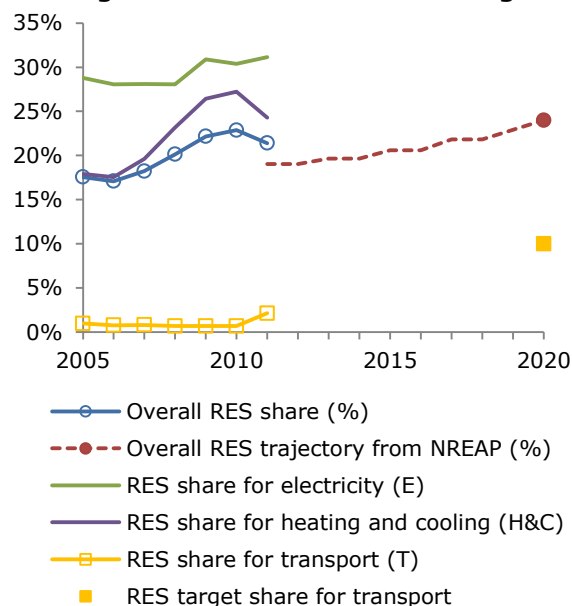 35%
30%
25%
20%
15%
10%
5%
0%
2005 2010 2015 2020
Overall RES share (%)
Overall RES trajectory from NREAP (%)
RES share for electricity (E)
RES share for heating and cooling (H&C)
RES share for transport (T)
RES target share for transport